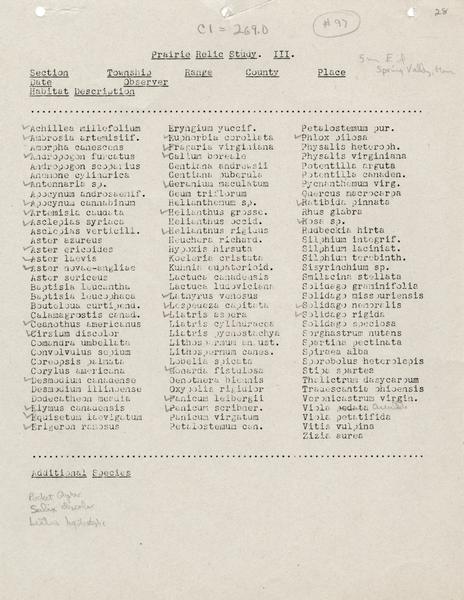 28
CI = 269.0
#97
Prairie Relic Study. III.
5 mi E of
Spring Valley, Minn
Section Township Range County Place
Date Observer
Habitat Description
Achillea millefolium
Ambrosia artemisiif.
Amorpha canescens
Andropogon furcatus
Andropogon scoparius
Anemone cylindrica
Antennaria sp.
Apocynum androsaemif.
Apocynum cannabinum
Artemisia caudata
Asclepias syriaca
Asclepias verticill.
Aster azureus
Aster ericoides
Aster laevis
Aster novae-angliae
Aster sericeus
Baptisia leucantha
Baptisia leucophaea
Bouteloua curtipend.
Calamagrostis canad.
Ceanothus americanus
Cirsium discolor
Comandra umbellata
Convolvulus sepium
Coreopsis palmata
Corylus americana
Desmodium canadense
Desmodium illinoense
Dodecatheon meadia
Elymus canadensis
Equisetum laevigatum
Erigeron ramosus
Eryngium yuccif.
Euphorbia corollata
Fragaria virginiana
Galium boreale
Gentiana andrewsii
Gentiana puberula
Geranium maculatum
Geum triflorum
Helianthemum sp.
Helianthus grosse.
Helianthus occid.
Helianthus rigidus
Heuchera richard.
Hypoxis hirsuta
Koeleria cristata
Kuhnia eupatorioid.
Lactuca canadensis
Lactuca ludoviciana
Lathyrus venosus
Lespedeza capitata
Liatris aspera
Liatris cylindracea
Liatris pycnostachya
Lithospermum angust.
Lithospermum canes.
Lobelia spicata
Monarda fistulosa
Oenothera biennis
Oxypolis rigidior
Panicum leibergii
Panicum scribner.
Panicum virgatum
Petalostemum can.
Petalostemum pur.
Phlox pilosa
Physalis heteroph.
Physalis virginiana
Potentilla arguta
Potentilla canaden.
Pycnanthemum virg.
Quercus macrocarpa
Ratibida pinnata
Rhus glabra
Rosa sp.
Rudbeckia hirta
Silphium integrif.
Silphium laciniat.
Silphium terebinth.
Sisyrinchium sp.
Smilacina stellata
Solidago graminifolia
Solidago missouriensis
Solidago nemoralis
Solidago rigida
Solidago speciosa
Sorghastrum nutans
Spartina pectinata
Spiraea alba
Sporobolus heterolepis
Stipa spartea
Thalictrum dasycarpum
Tradescantia ohioensis
Veronicastrum virgin.
Viola pedata
Viola pedatifida
Vitis vulpina
Zizia aurea
Additional Species
Pocket Gopher
Salix discolor